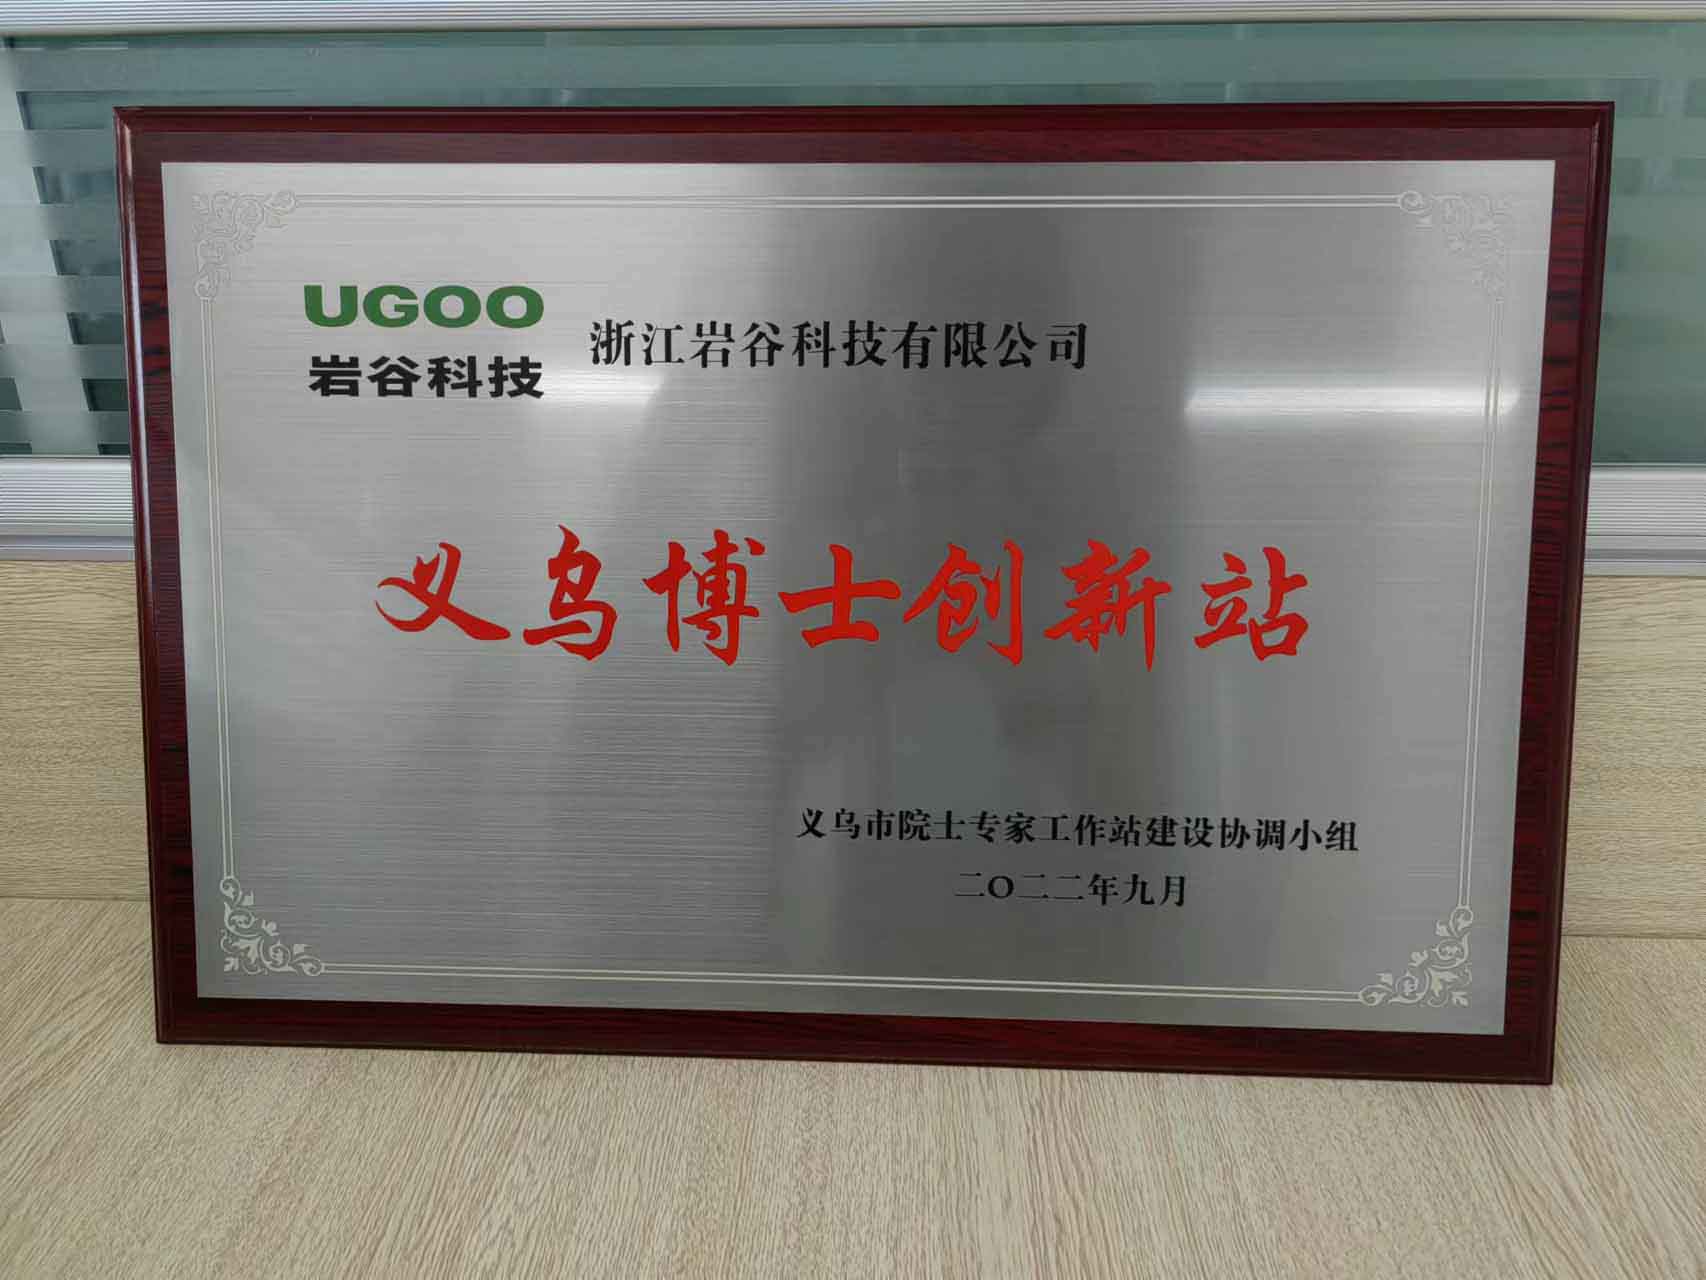 UGOO
岩谷科技
浙江岩谷科技有限公司
义乌博士创新站
义乌市院士专家工作站建设协调小组
二〇二二年九月